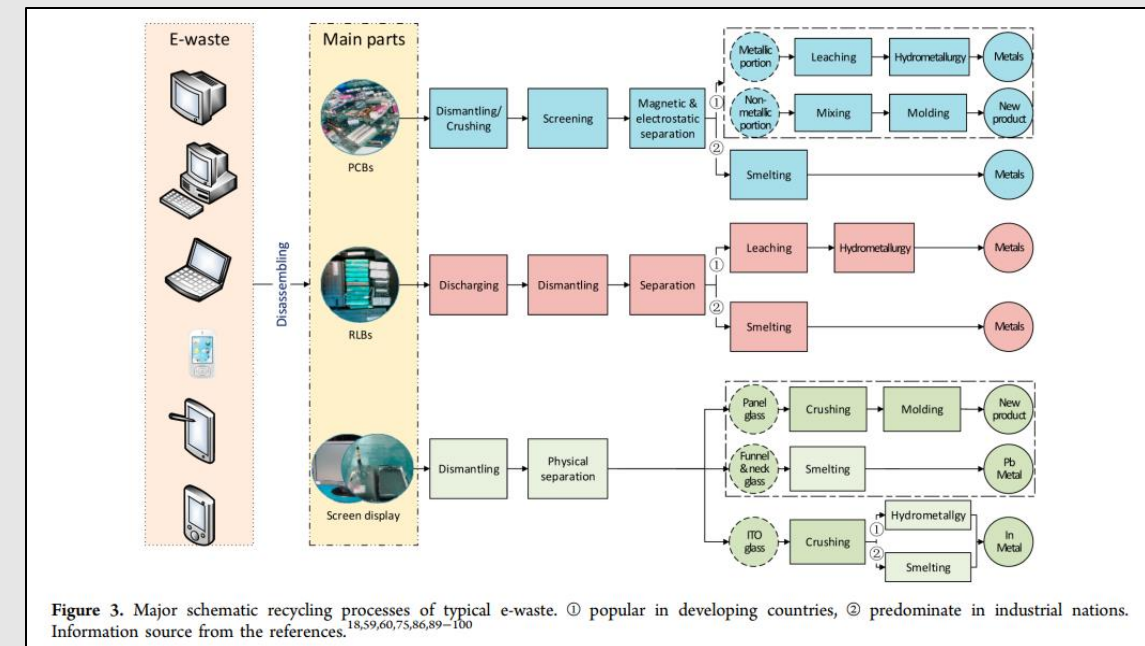 E-waste
Main parts
Disassembling
PCBs
Dismantling/
Crushing
Screening
Magnetic &
electrostatic
separation
①
②
Metallic
portion
Leaching
Hydrometallurgy
Metals
Non-
metallic
portion
Mixing
Molding
New
product
Smelting
Metals
RLBs
Discharging
Dismantling
Separation
①
②
Leaching
Hydrometallurgy
Metals
Smelting
Metals
Screen display
Dismantling
Physical
separation
Panel
glass
Crushing
Molding
New
product
Funnel
& neck
glass
Smelting
Pb
Metal
ITO
glass
Crushing
①
②
Hydrometallgy
Smelting
In
Metal
Figure 3. Major schematic recycling processes of typical e-waste. ① popular in developing countries, ② predominate in industrial nations.
Information source from the references.18,59,60,75,86,89−100